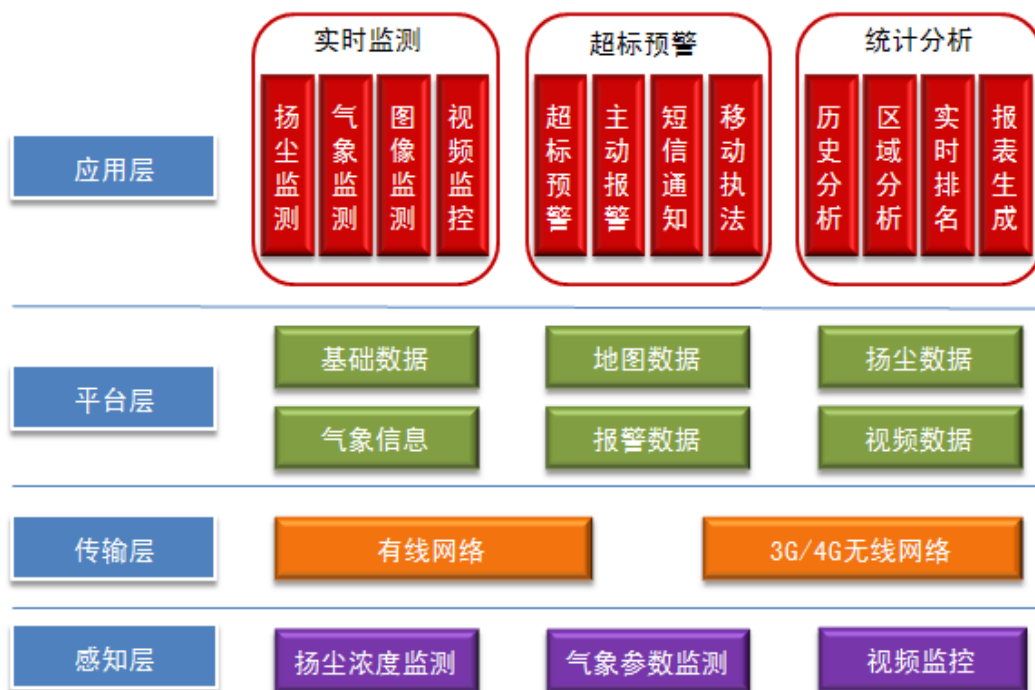 实时监测
超标预警
统计分析
应用层
扬尘监测
气象监测
图像监测
视频监控
超标预警
主动报警
短信通知
移动执法
历史分析
区域分析
实时排名
报表生成
平台层
基础数据
地图数据
扬尘数据
气象信息
报警数据
视频数据
传输层
有线网络
3G/4G无线网络
感知层
扬尘浓度监测
气象参数监测
视频监控